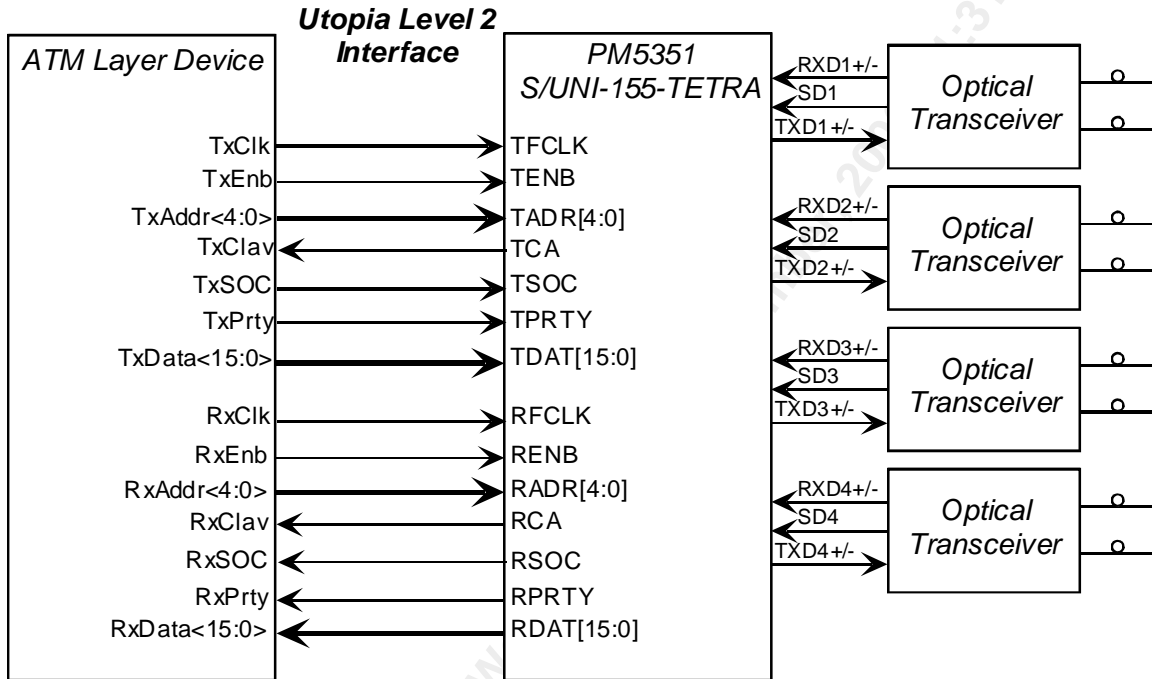 Utopia Level 2
Interface
ATM Layer Device
TxClk
TxEnb
TxAddr<4:0>
TxClav
TxSOC
TxPrty
TxData<15:0>
RxClk
RxEnb
RxAddr<4:0>
RxClav
RxSOC
RxPrty
RxData<15:0>
PM5351
S/UNI-155-TETRA
TFCLK
TENB
TADR[4:0]
TCA
TSOC
TPRTY
TDAT[15:0]
RFCLK
RENB
RADR[4:0]
RCA
RSOC
RPRTY
RDAT[15:0]
RXD1+/-
SD1
TXD1+/-
Optical
Transceiver
RXD2+/-
SD2
TXD2+/-
Optical
Transceiver
RXD3+/-
SD3
TXD3+/-
Optical
Transceiver
RXD4+/-
SD4
TXD4+/-
Optical
Transceiver